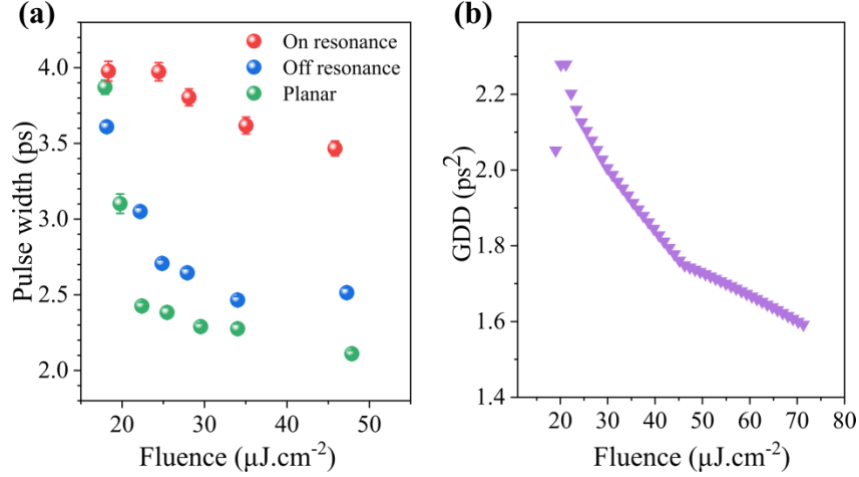 (a)
On resonance
Off resonance
Planar
Pulse width (ps)
4.0
3.5
3.0
2.5
2.0
20 30 40 50
Fluence (μJ.cm-2)
(b)
GDD (ps2)
2.2
2.0
1.8
1.6
1.4
20 30 40 50 60 70 80
Fluence (μJ.cm-2)